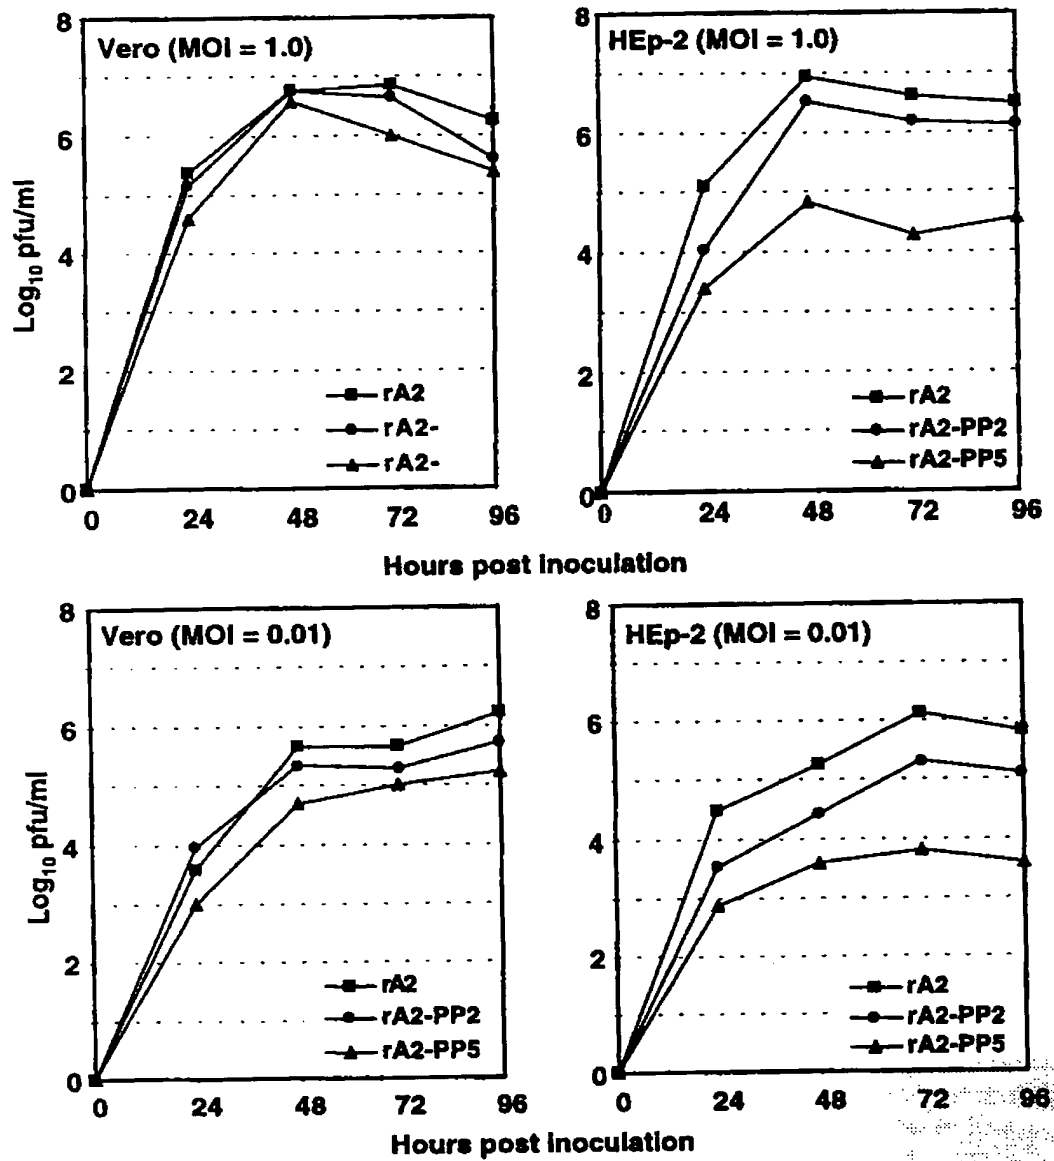 Vero (MOI = 1.0)
8
6
4
2
0
Log10 pfu/ml
rA2
rA2-
rA2-
0 24 48 72 96
HEp-2 (MOI = 1.0)
8
6
4
2
0
rA2
rA2-PP2
rA2-PP5
0 24 48 72 96
Hours post inoculation
Vero (MOI = 0.01)
8
6
4
2
0
Log10 pfu/ml
rA2
rA2-PP2
rA2-PP5
0 24 48 72 96
HEp-2 (MOI = 0.01)
8
6
4
2
0
rA2
rA2-PP2
rA2-PP5
0 24 48 72 96
Hours post inoculation